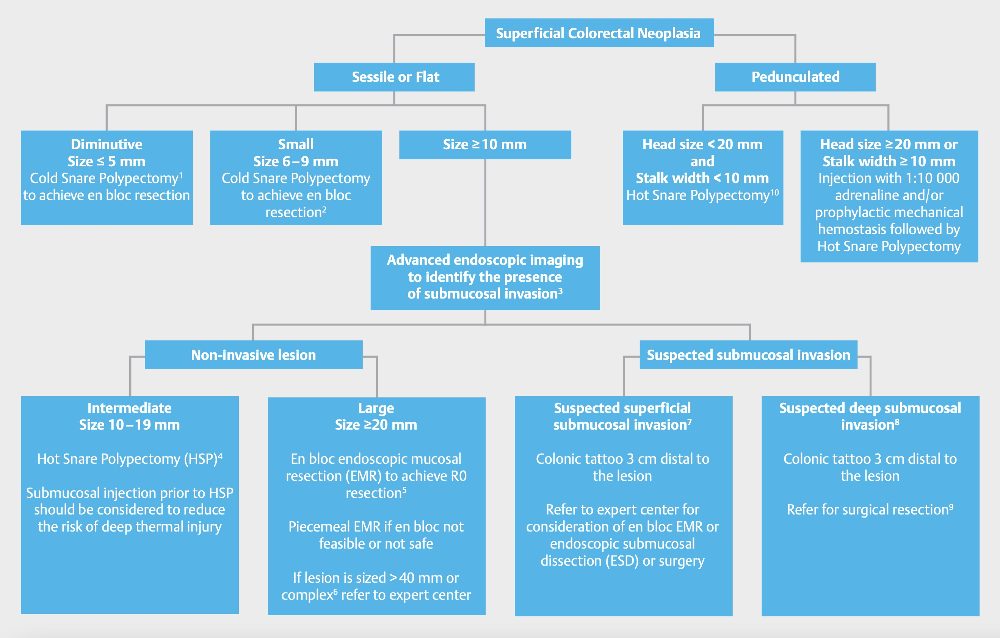 Superficial Colorectal Neoplasia
Sessile or Flat
Pedunculated
Diminutive
Size ≤ 5 mm
Cold Snare Polypectomy¹
to achieve en bloc resection
Small
Size 6–9 mm
Cold Snare Polypectomy
to achieve en bloc
resection²
Size ≥ 10 mm
Head size < 20 mm
and
Stalk width < 10 mm
Hot Snare Polypectomy¹⁰
Head size ≥ 20 mm or
Stalk width ≥ 10 mm
Injection with 1:10 000
adrenaline and/or
prophylactic mechanical
hemostasis followed by
Hot Snare Polypectomy
Advanced endoscopic imaging
to identify the presence
of submucosal invasion³
Non-invasive lesion
Suspected submucosal invasion
Intermediate
Size 10–19 mm
Hot Snare Polypectomy (HSP)⁴
Submucosal injection prior to HSP
should be considered to reduce
the risk of deep thermal injury
Large
Size ≥20 mm
En bloc endoscopic mucosal
resection (EMR) to achieve R0
resection⁵
Piecemeal EMR if en bloc not
feasible or not safe
If lesion is sized > 40 mm or
complex⁶ refer to expert center
Suspected superficial
submucosal invasion⁷
Colonic tattoo 3 cm distal to
the lesion
Refer to expert center for
consideration of en bloc EMR or
endoscopic submucosal
dissection (ESD) or surgery
Suspected deep submucosal
invasion⁸
Colonic tattoo 3 cm distal to
the lesion
Refer for surgical resection⁹